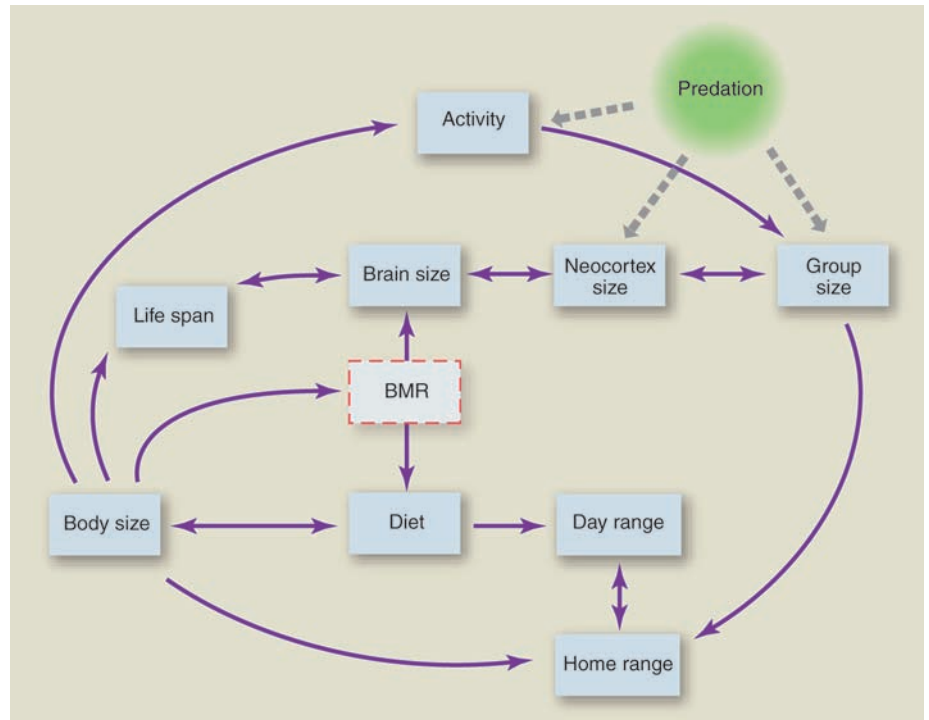 Predation
Activity
Brain size
Neocortex
size
Group
size
Life span
BMR
Body size
Diet
Day range
Home range